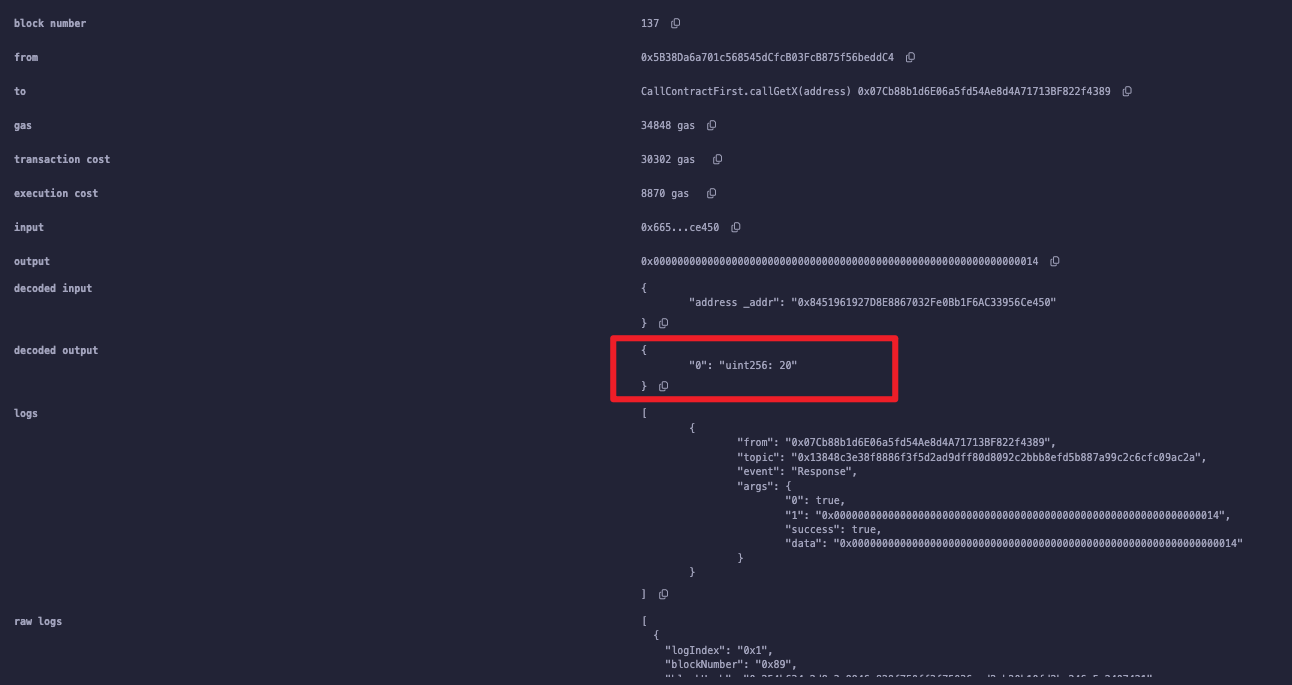 block number 137
from 0x5B38Da6a701c568545dCfcB03FcB875f56beddC4
to CallContractFirst.callGetX(address) 0x07Cb88b1d6E06a5fd54Ae8d4A71713BF822f4389
gas 34848 gas
transaction cost 30302 gas
execution cost 8870 gas
input 0x665...ce450
output 0x0000000000000000000000000000000000000000000000000000000000000014
decoded input {
"address _addr": "0x8451961927D8E8867032Fe0Bb1F6AC33956Ce450"
}
decoded output {
"0": "uint256: 20"
}
logs [
{
"from": "0x07Cb88b1d6E06a5fd54Ae8d4A71713BF822f4389",
"topic": "0x13848c3e38f8886f3f5d2ad9dff80d8092c2bbb8efd5b887a99c2c6cfc09ac2a",
"event": "Response",
"args": {
"0": true,
"1": "0x0000000000000000000000000000000000000000000000000000000000000014",
"success": true,
"data": "0x0000000000000000000000000000000000000000000000000000000000000014"
}
}
]
raw logs [
{
"logIndex": "0x1",
"blockNumber": "0x89",